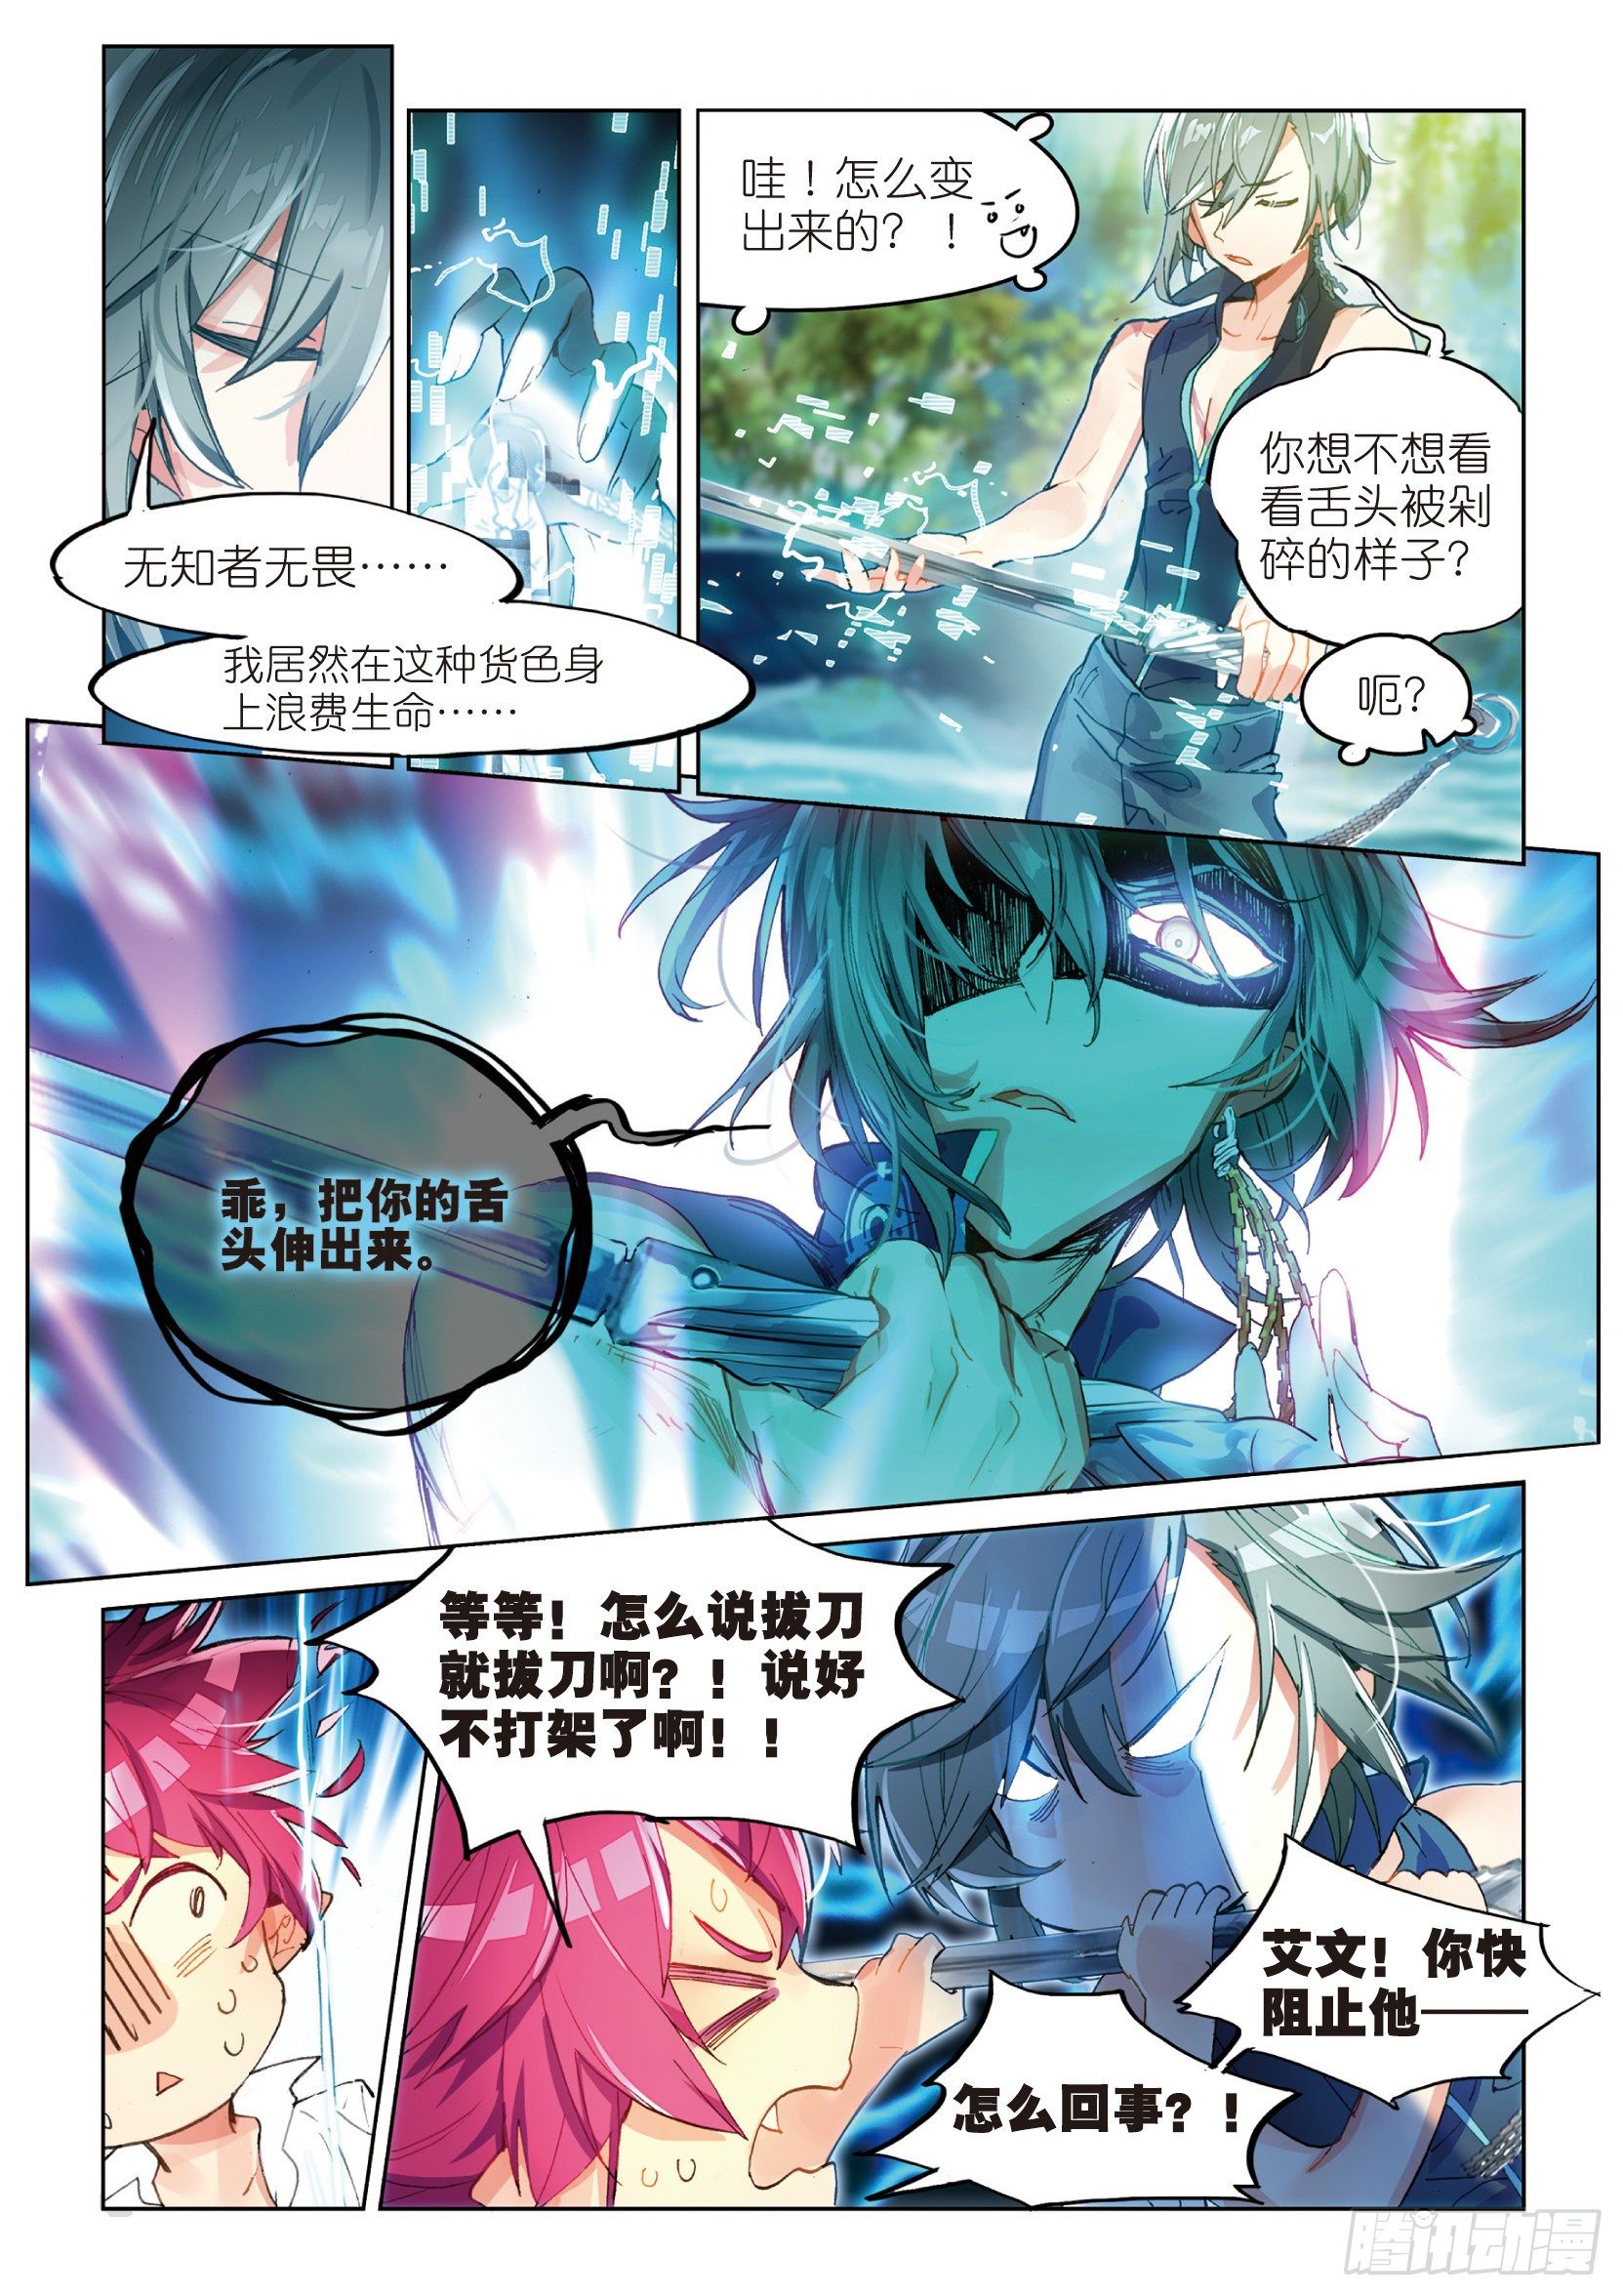 无知者无畏……
我居然在这种货色身
上浪费生命……
哇！怎么变
出来的？！
你想不想看
看舌头被剁
碎的样子？
呃？
乖，把你的舌
头伸出来。
等等！怎么说拔刀
就拔刀啊？！说好
不打架了啊！！
艾文！你快
阻止他——
怎么回事？！
腾讯动漫